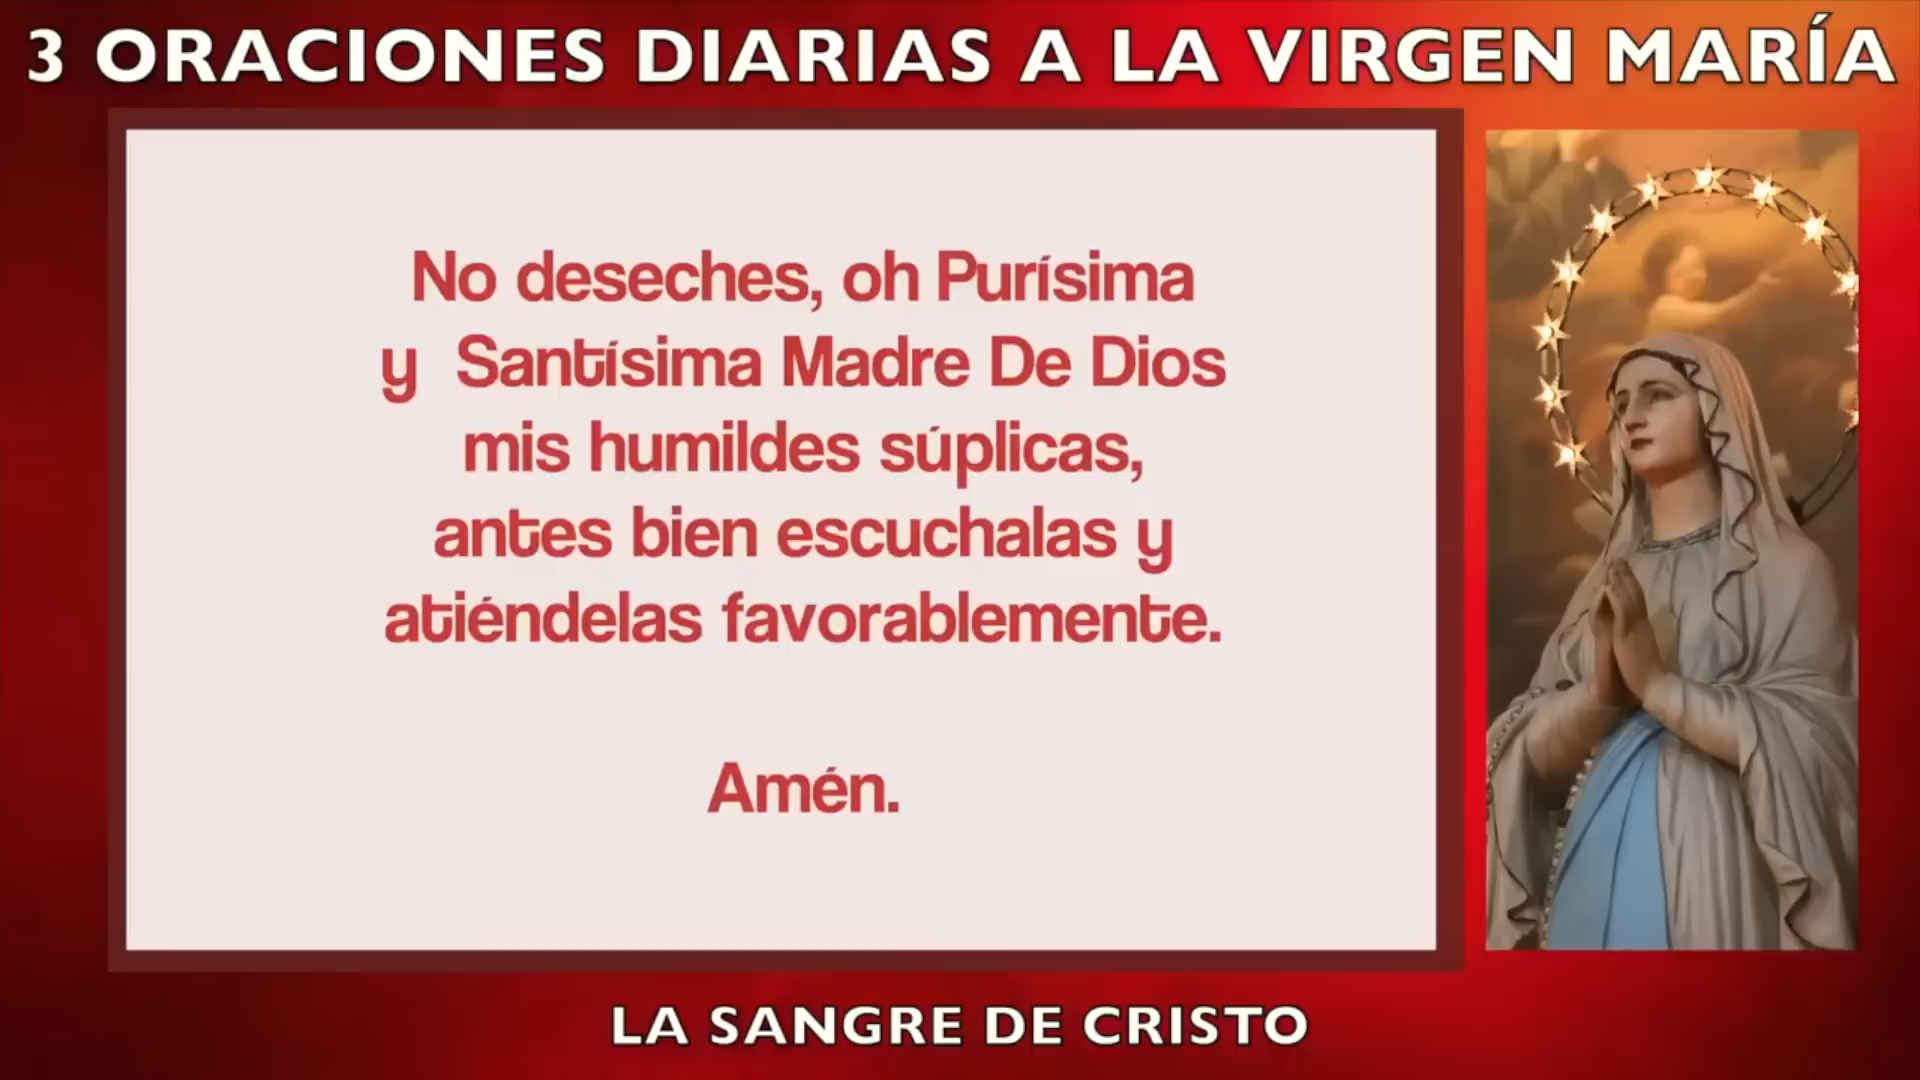 3 ORACIONES DIARIAS A LA VIRGEN MARÍA
No deseches, oh Purísima
y Santísima Madre De Dios
mis humildes súplicas,
antes bien escuchalas y
atiéndelas favorablemente.
Amén.
LA SANGRE DE CRISTO